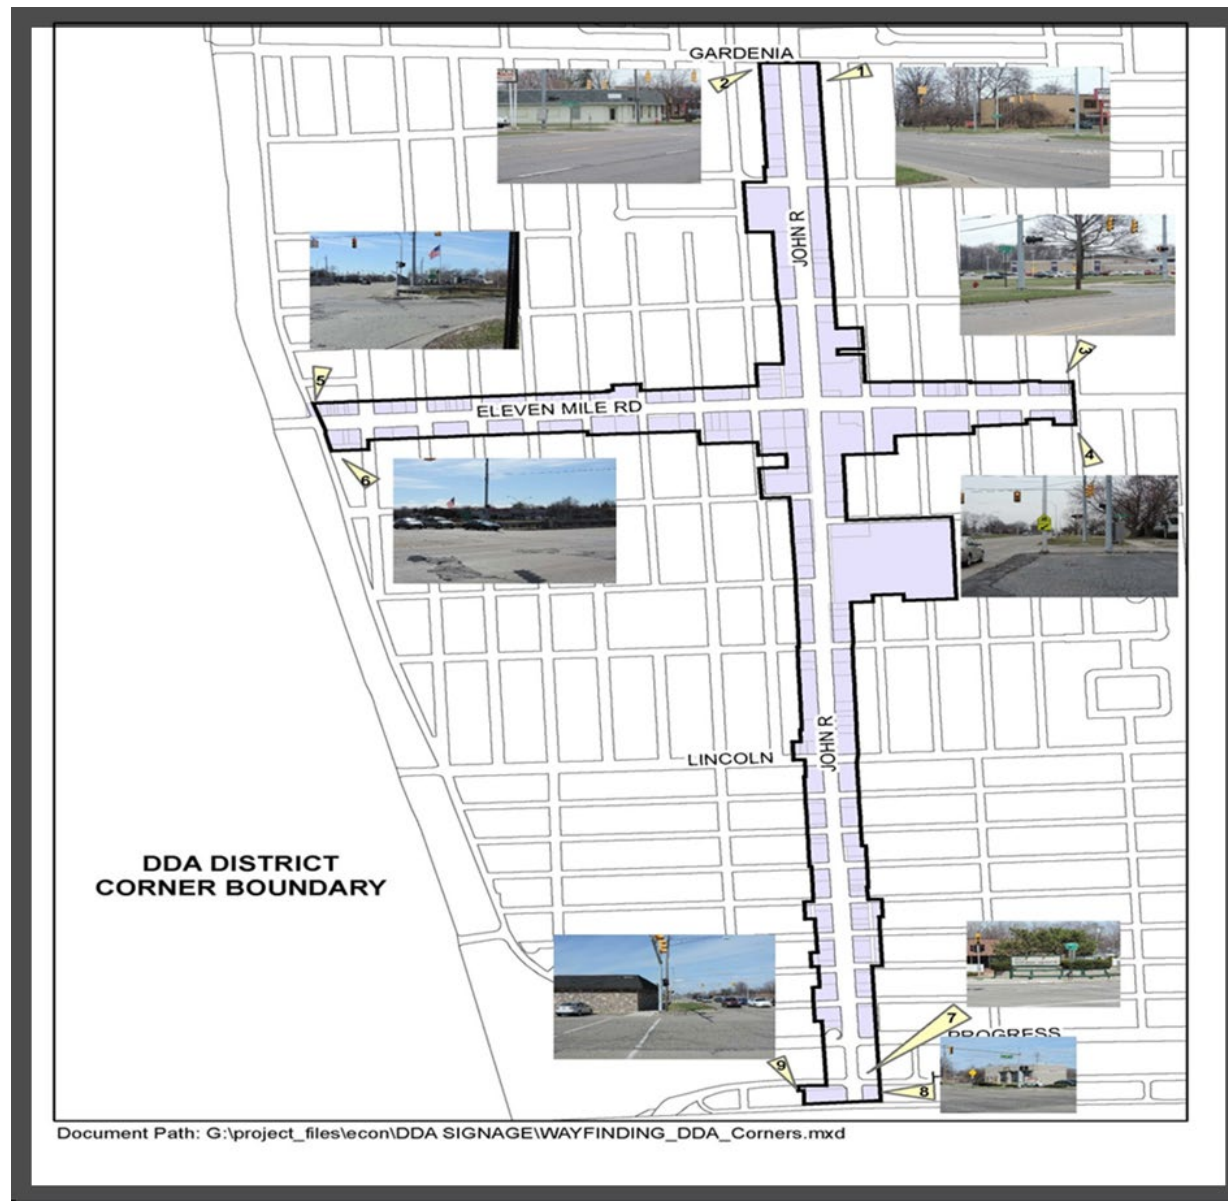 GARDENIA
2
1
JOHN R
5
3
ELEVEN MILE RD
4
6
JOHN R
LINCOLN
DDA DISTRICT
CORNER BOUNDARY
7
PROGRESS
9
8
Document Path: G:\project_files\econ\DDA SIGNAGE\WAYFINDING_DDA_Corners.mxd